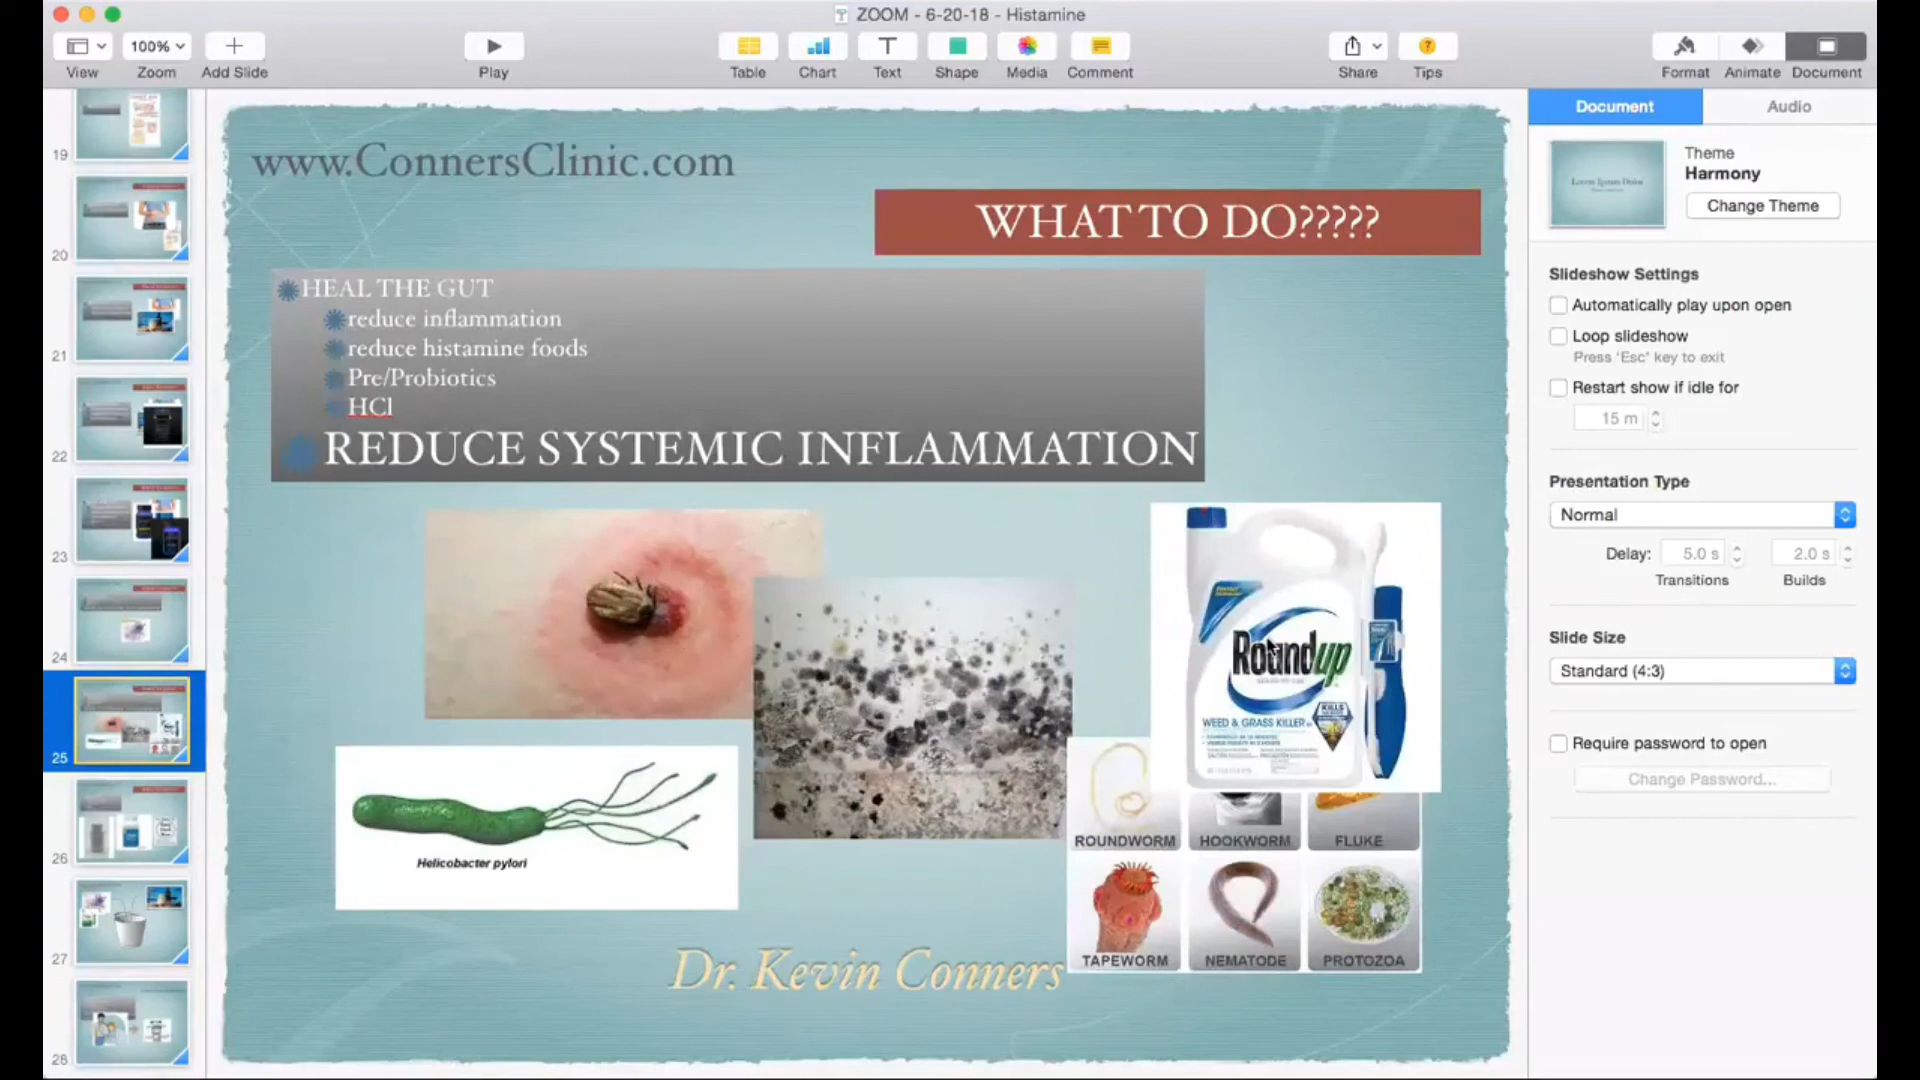 ZOOM - 6-20-18 - Histamine
100%
View
Zoom
Add Slide
Play
Table
Chart
Text
Shape
Media
Comment
Share
Tips
Format
Animate
Document
Document
Audio
Theme
Harmony
Change Theme
Slideshow Settings
Automatically play upon open
Loop slideshow
Press 'Esc' key to exit
Restart show if idle for
15 m
Presentation Type
Normal
Delay:
5.0 s
2.0 s
Transitions
Builds
Slide Size
Standard (4:3)
Require password to open
Change Password...
19
20
21
22
23
24
25
26
27
28
www.ConnersClinic.com
WHAT TO DO?????
HEAL THE GUT
reduce inflammation
reduce histamine foods
Pre/Probiotics
HCl
REDUCE SYSTEMIC INFLAMMATION
Roundup
WEED & GRASS KILLER
KILLS
Helicobacter pylori
ROUNDWORM
HOOKWORM
FLUKE
TAPEWORM
NEMATODE
PROTOZOA
Dr. Kevin Conners